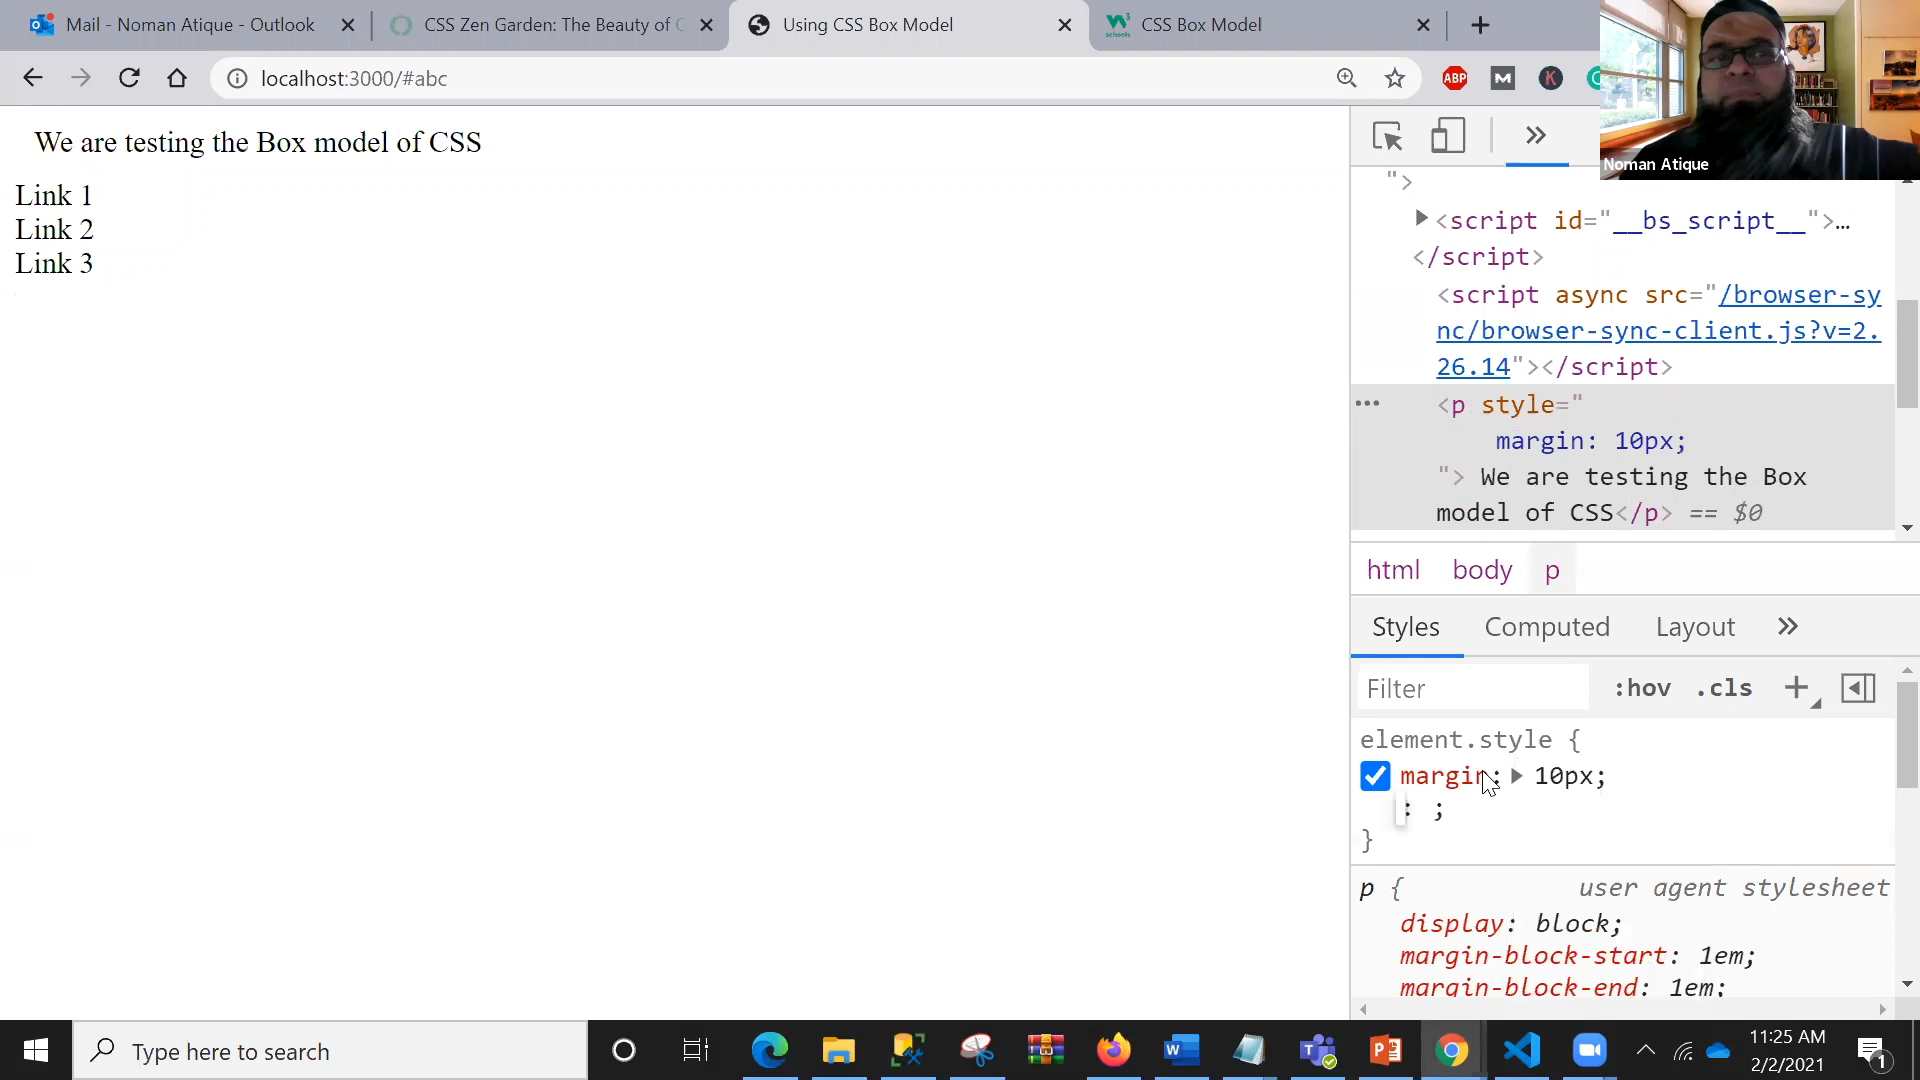 Mail - Noman Atique - Outlook
CSS Zen Garden: The Beauty of C
Using CSS Box Model
CSS Box Model
localhost:3000/#abc
ABP
Noman Atique
We are testing the Box model of CSS
Link 1
Link 2
Link 3
">
<script id="__bs_script__">…
</script>
<script async src="/browser-sy
nc/browser-sync-client.js?v=2.
26.14"></script>
<p style="
margin: 10px;
"> We are testing the Box
model of CSS</p> == $0
html body p
Styles Computed Layout
Filter :hov .cls
element.style {
margin: 10px;
: ;
}
p { user agent stylesheet
display: block;
margin-block-start: 1em;
margin-block-end: 1em;
Type here to search
11:25 AM
2/2/2021
1